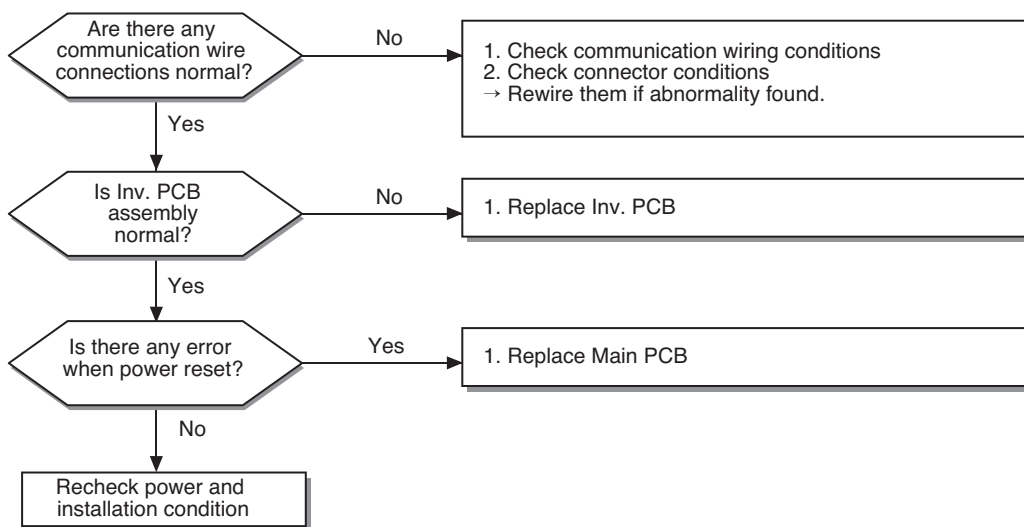 Are there any
communication wire
connections normal?
No
1. Check communication wiring conditions
2. Check connector conditions
→ Rewire them if abnormality found.
Yes
Is Inv. PCB
assembly
normal?
No
1. Replace Inv. PCB
Yes
Is there any error
when power reset?
Yes
1. Replace Main PCB
No
Recheck power and
installation condition